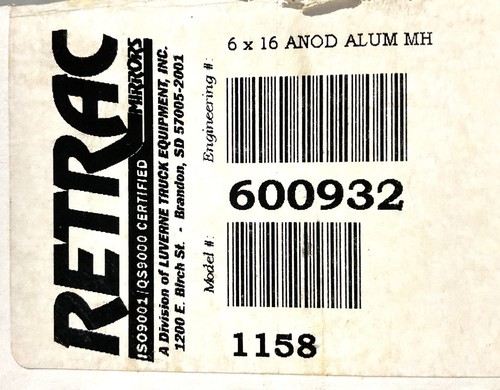 RETRAC
MIRRORS
ISO9001/QS9000 CERTIFIED
A Division of LUVERNE TRUCK EQUIPMENT, INC.
1200 E. Birch St. - Brandon, SD 57005-2001
6 x 16 ANOD ALUM MH
Engineering #:
600932
Model #:
1158